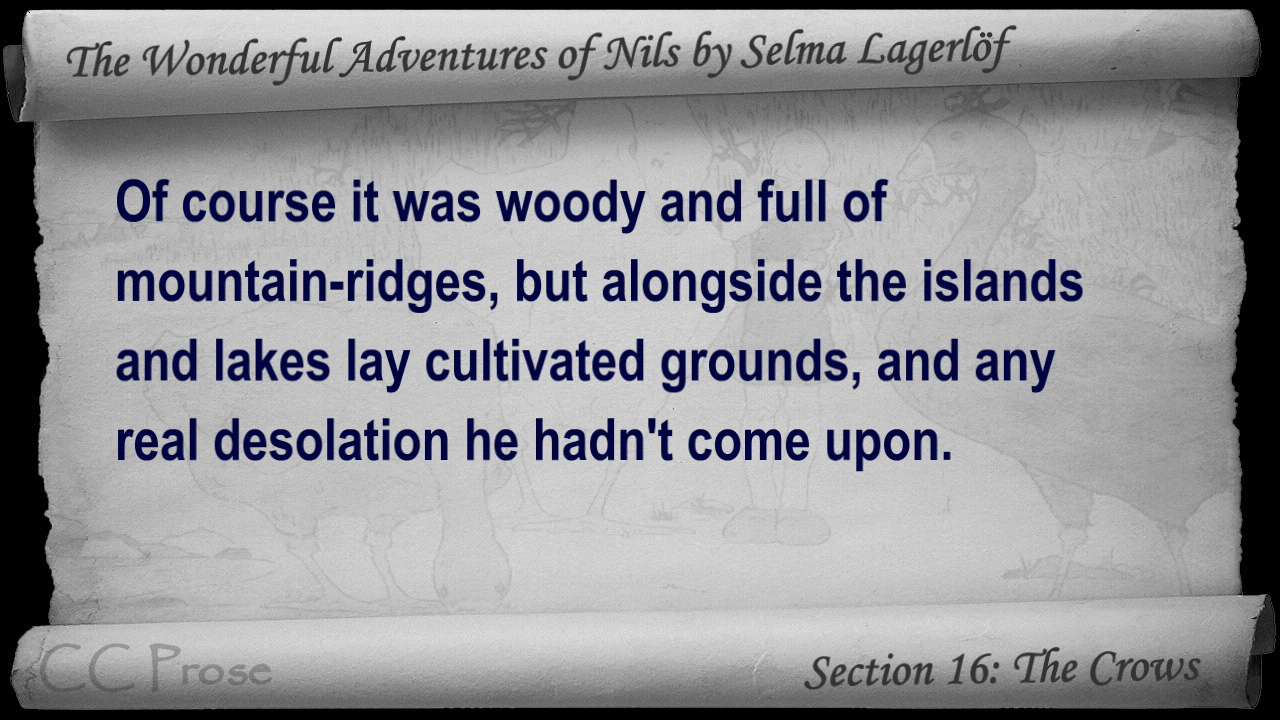 The Wonderful Adventures of Nils by Selma Lagerlöf
Of course it was woody and full of
mountain-ridges, but alongside the islands
and lakes lay cultivated grounds, and any
real desolation he hadn't come upon.
CC Prose
Section 16: The Crows